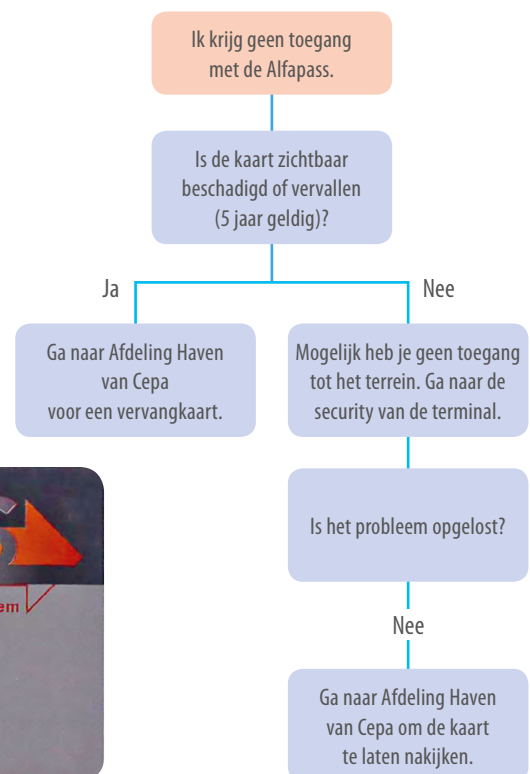 Ik krijg geen toegang
met de Alfapass.
Is de kaart zichtbaar
beschadigd of vervallen
(5 jaar geldig)?
Ja
Nee
Ga naar Afdeling Haven
van Cepa
voor een vervangkaart.
Mogelijk heb je geen toegang
tot het terrein. Ga naar de
security van de terminal.
Is het probleem opgelost?
Nee
Ga naar Afdeling Haven
van Cepa om de kaart
te laten nakijken.